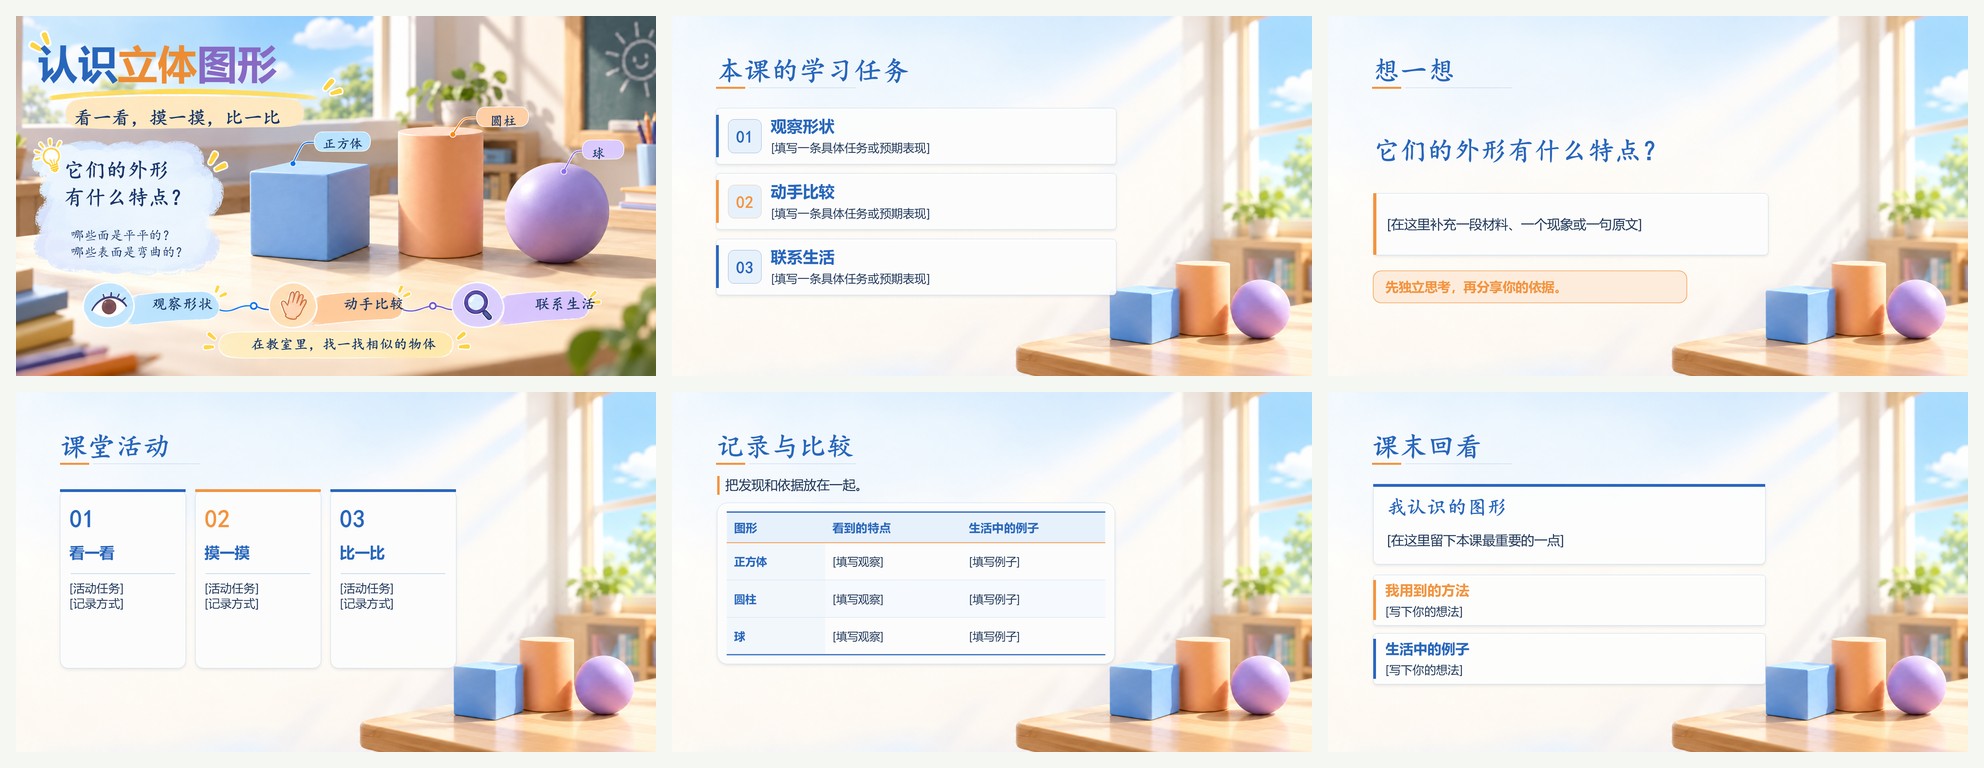 认识立体图形
看一看，摸一摸，比一比
它们的外形
有什么特点？
哪些面是平平的？
哪些表面是弯曲的？
正方体
圆柱
球
观察形状
动手比较
联系生活
在教室里，找一找相似的物体
本课的学习任务
01
观察形状
[填写一条具体任务或预期表现]
02
动手比较
[填写一条具体任务或预期表现]
03
联系生活
[填写一条具体任务或预期表现]
想一想
它们的外形有什么特点？
[在这里补充一段材料、一个现象或一句原文]
先独立思考，再分享你的依据。
课堂活动
01
看一看
[活动任务]
[记录方式]
02
摸一摸
[活动任务]
[记录方式]
03
比一比
[活动任务]
[记录方式]
记录与比较
把发现和依据放在一起。
图形 看到的特点 生活中的例子
正方体 [填写观察] [填写例子]
圆柱 [填写观察] [填写例子]
球 [填写观察] [填写例子]
课末回看
我认识的图形
[在这里留下本课最重要的一点]
我用到的方法
[写下你的想法]
生活中的例子
[写下你的想法]